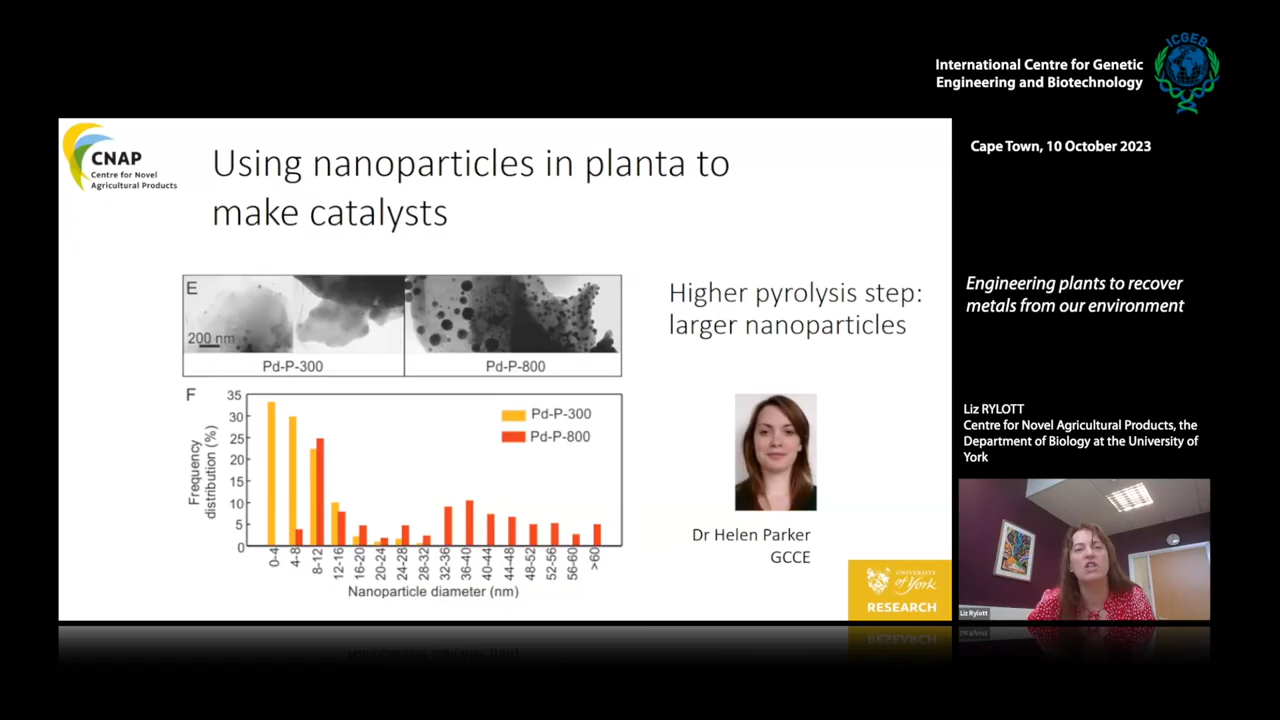 International Centre for Genetic
Engineering and Biotechnology
ICGEB
Cape Town, 10 October 2023
CNAP
Centre for Novel
Agricultural Products
Using nanoparticles in planta to
make catalysts
E
200 nm
Pd-P-300
Pd-P-800
Higher pyrolysis step:
larger nanoparticles
F
Frequency
distribution (%)
35
30
25
20
15
10
5
0
Pd-P-300
Pd-P-800
0-4
4-8
8-12
12-16
16-20
20-24
24-28
28-32
32-36
36-40
40-44
44-48
48-52
52-56
56-60
>60
Nanoparticle diameter (nm)
Dr Helen Parker
GCCE
UNIVERSITY
of York
RESEARCH
Engineering plants to recover
metals from our environment
Liz RYLOTT
Centre for Novel Agricultural Products, the
Department of Biology at the University of
York
Liz Rylott